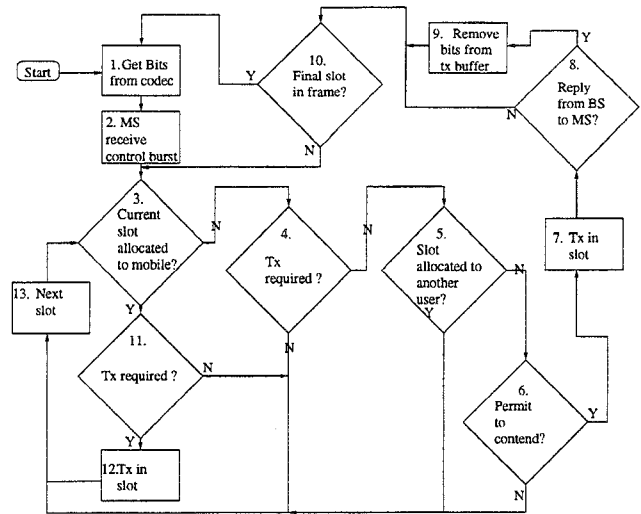 Start
1. Get Bits
from codec
2. MS
receive
control burst
3.
Current
slot
allocated
to mobile?
N
Y
4.
Tx
required ?
N
N
5.
Slot
allocated to
another
user?
Y
N
6.
Permit
to
contend?
Y
N
7. Tx in
slot
8.
Reply
from BS
to MS?
Y
N
9. Remove
bits from
tx buffer
10.
Final slot
in frame?
Y
N
11.
Tx required ?
N
Y
12.Tx in
slot
13. Next
slot